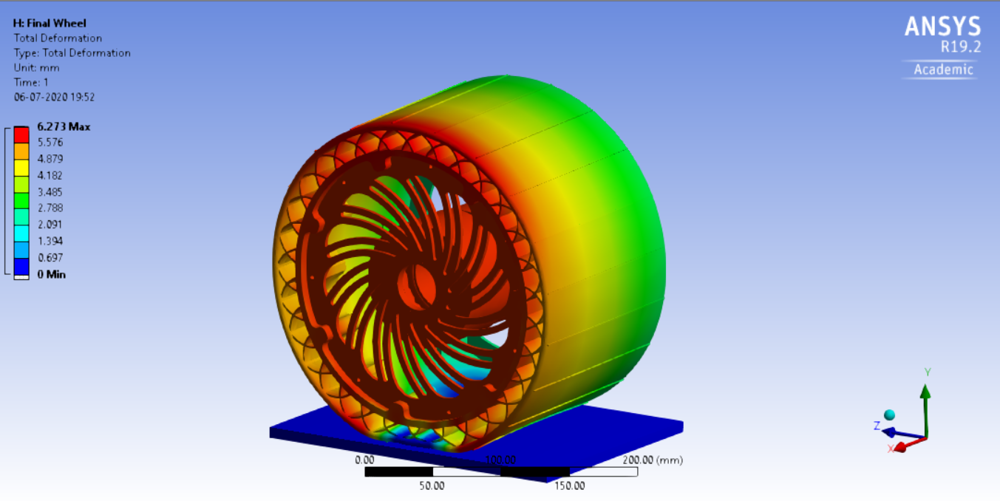 H: Final Wheel
Total Deformation
Type: Total Deformation
Unit: mm
Time: 1
06-07-2020 19:52
6.273 Max
5.576
4.879
4.182
3.485
2.788
2.091
1.394
0.697
0 Min
ANSYS
R19.2
Academic
Y
Z
X
0.00 100.00 200.00 (mm)
50.00 150.00